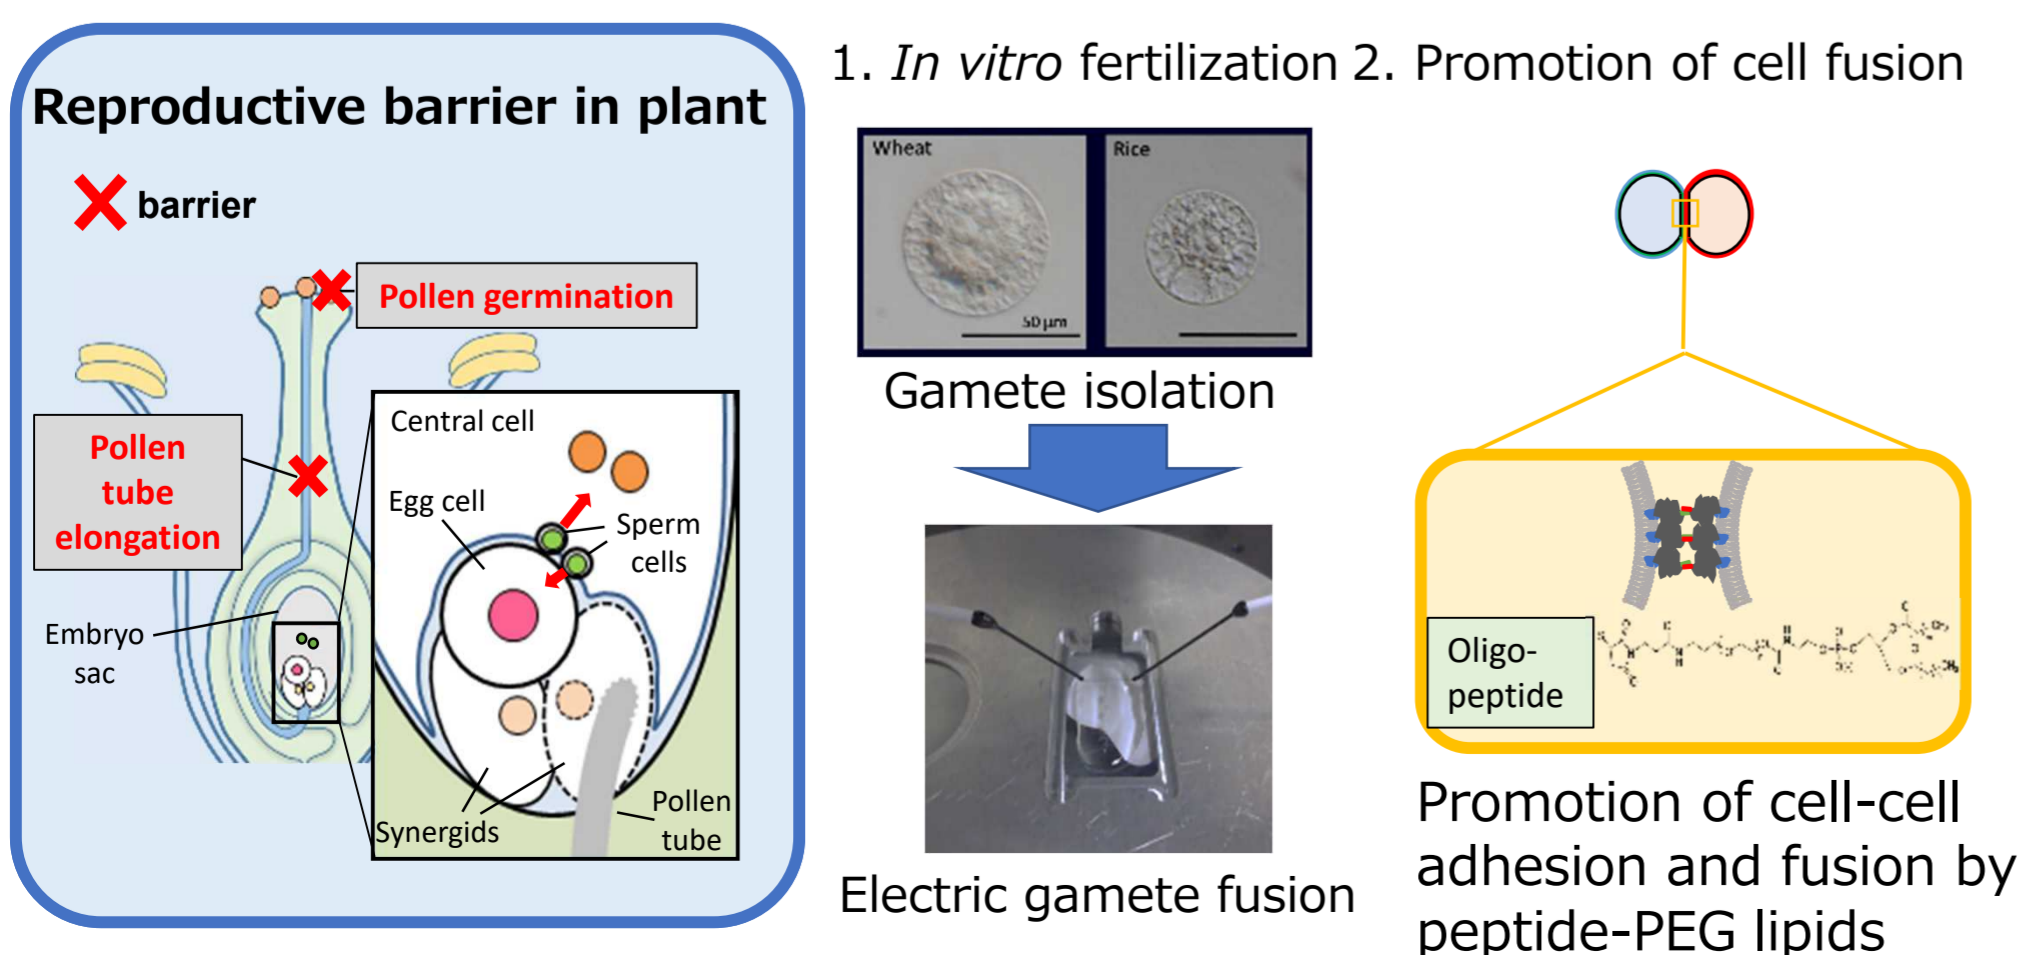 Reproductive barrier in plant
barrier
Pollen germination
Pollen
tube
elongation
Embryo
sac
Central cell
Egg cell
Sperm
cells
Synergids
Pollen
tube
1. In vitro fertilization
Wheat
50 µm
Rice
Gamete isolation
Electric gamete fusion
2. Promotion of cell fusion
Oligo-
peptide
Promotion of cell-cell
adhesion and fusion by
peptide-PEG lipids